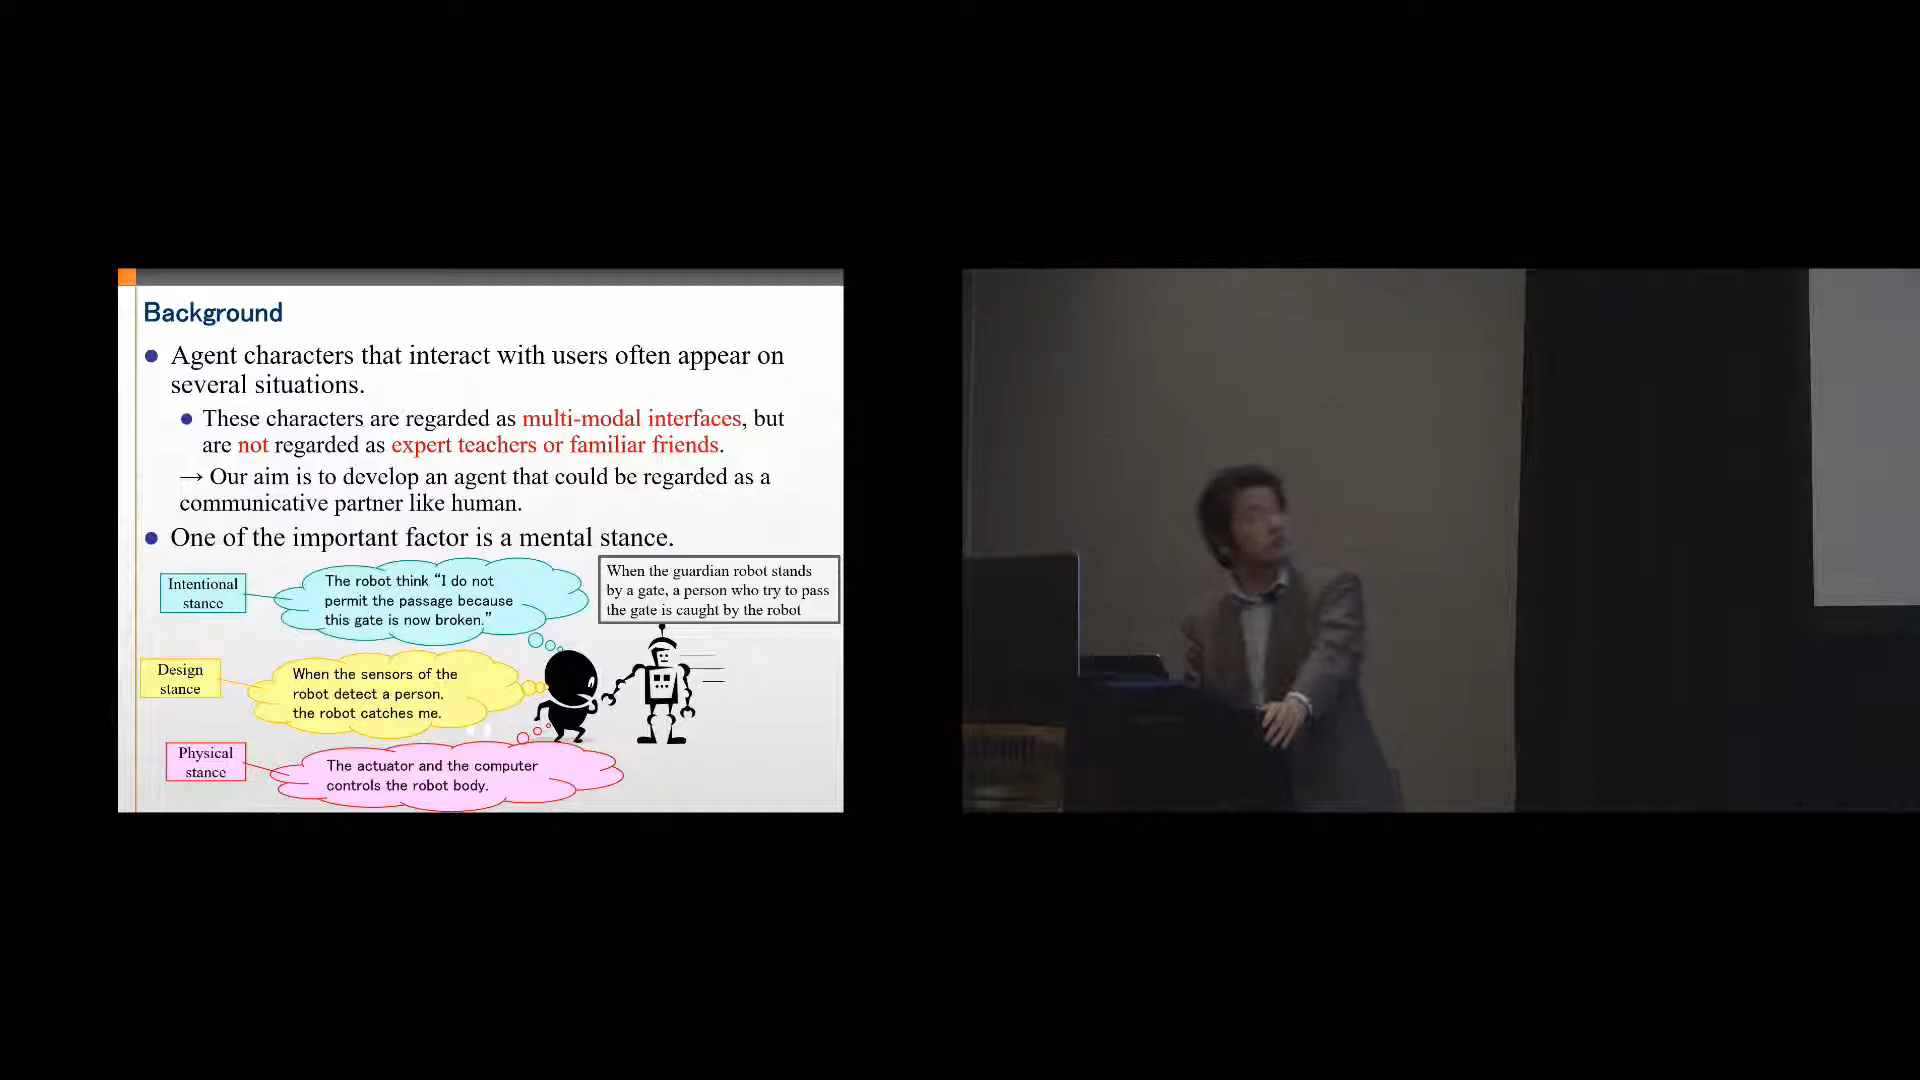 Background
Agent characters that interact with users often appear on
several situations.
These characters are regarded as multi-modal interfaces, but
are not regarded as expert teachers or familiar friends.
→ Our aim is to develop an agent that could be regarded as a
communicative partner like human.
One of the important factor is a mental stance.
Intentional
stance
The robot think “I do not
permit the passage because
this gate is now broken.”
When the guardian robot stands
by a gate, a person who try to pass
the gate is caught by the robot
Design
stance
When the sensors of the
robot detect a person,
the robot catches me.
Physical
stance
The actuator and the computer
controls the robot body.